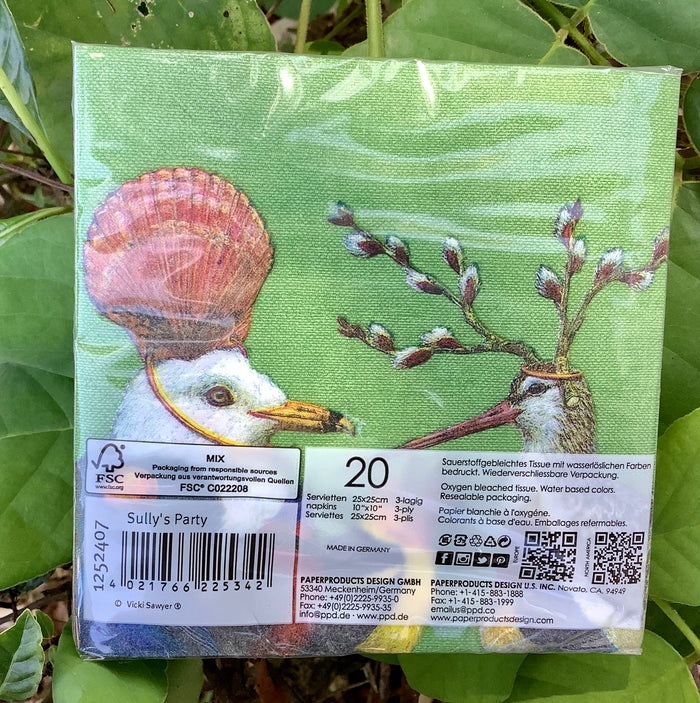 FSC
www.fsc.org
MIX
Packaging from responsible sources
Verpackung aus verantwortungsvollen Quellen
FSC® C022208
1252407
Sully's Party
4 021766 225342
© Vicki Sawyer ®
20
Servietten 25x25cm 3-lagig
napkins 10"x10" 3-ply
Serviettes 25x25cm 3-plis
MADE IN GERMANY
Sauerstoffgebleichtes Tissue mit wasserlöslichen Farben
bedruckt. Wiederverschliessbare Verpackung.
Oxygen bleached tissue. Water based colors.
Resealable packaging.
Papier blanchie à l'oxygéne.
Colorants à base d'eau. Emballages refermables.
EUROPE
NORTH AMERICA
PAPERPRODUCTS DESIGN GMBH
53340 Meckenheim/Germany
Phone: +49(0)2225-9935-0
Fax: +49(0)2225-9935-35
info@ppd.de · www.ppd.de
PAPERPRODUCTS DESIGN U.S. INC. Novato, CA. 94949
Phone: +1-415-883-1888
Fax: +1-415-883-1999
emailus@ppd.co
www.paperproductsdesign.com